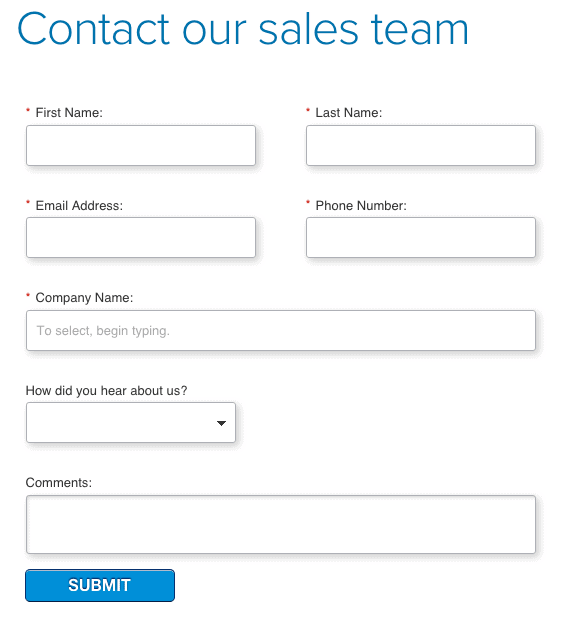 Contact our sales team
* First Name:
* Last Name:
* Email Address:
* Phone Number:
* Company Name:
To select, begin typing.
How did you hear about us?
Comments:
SUBMIT